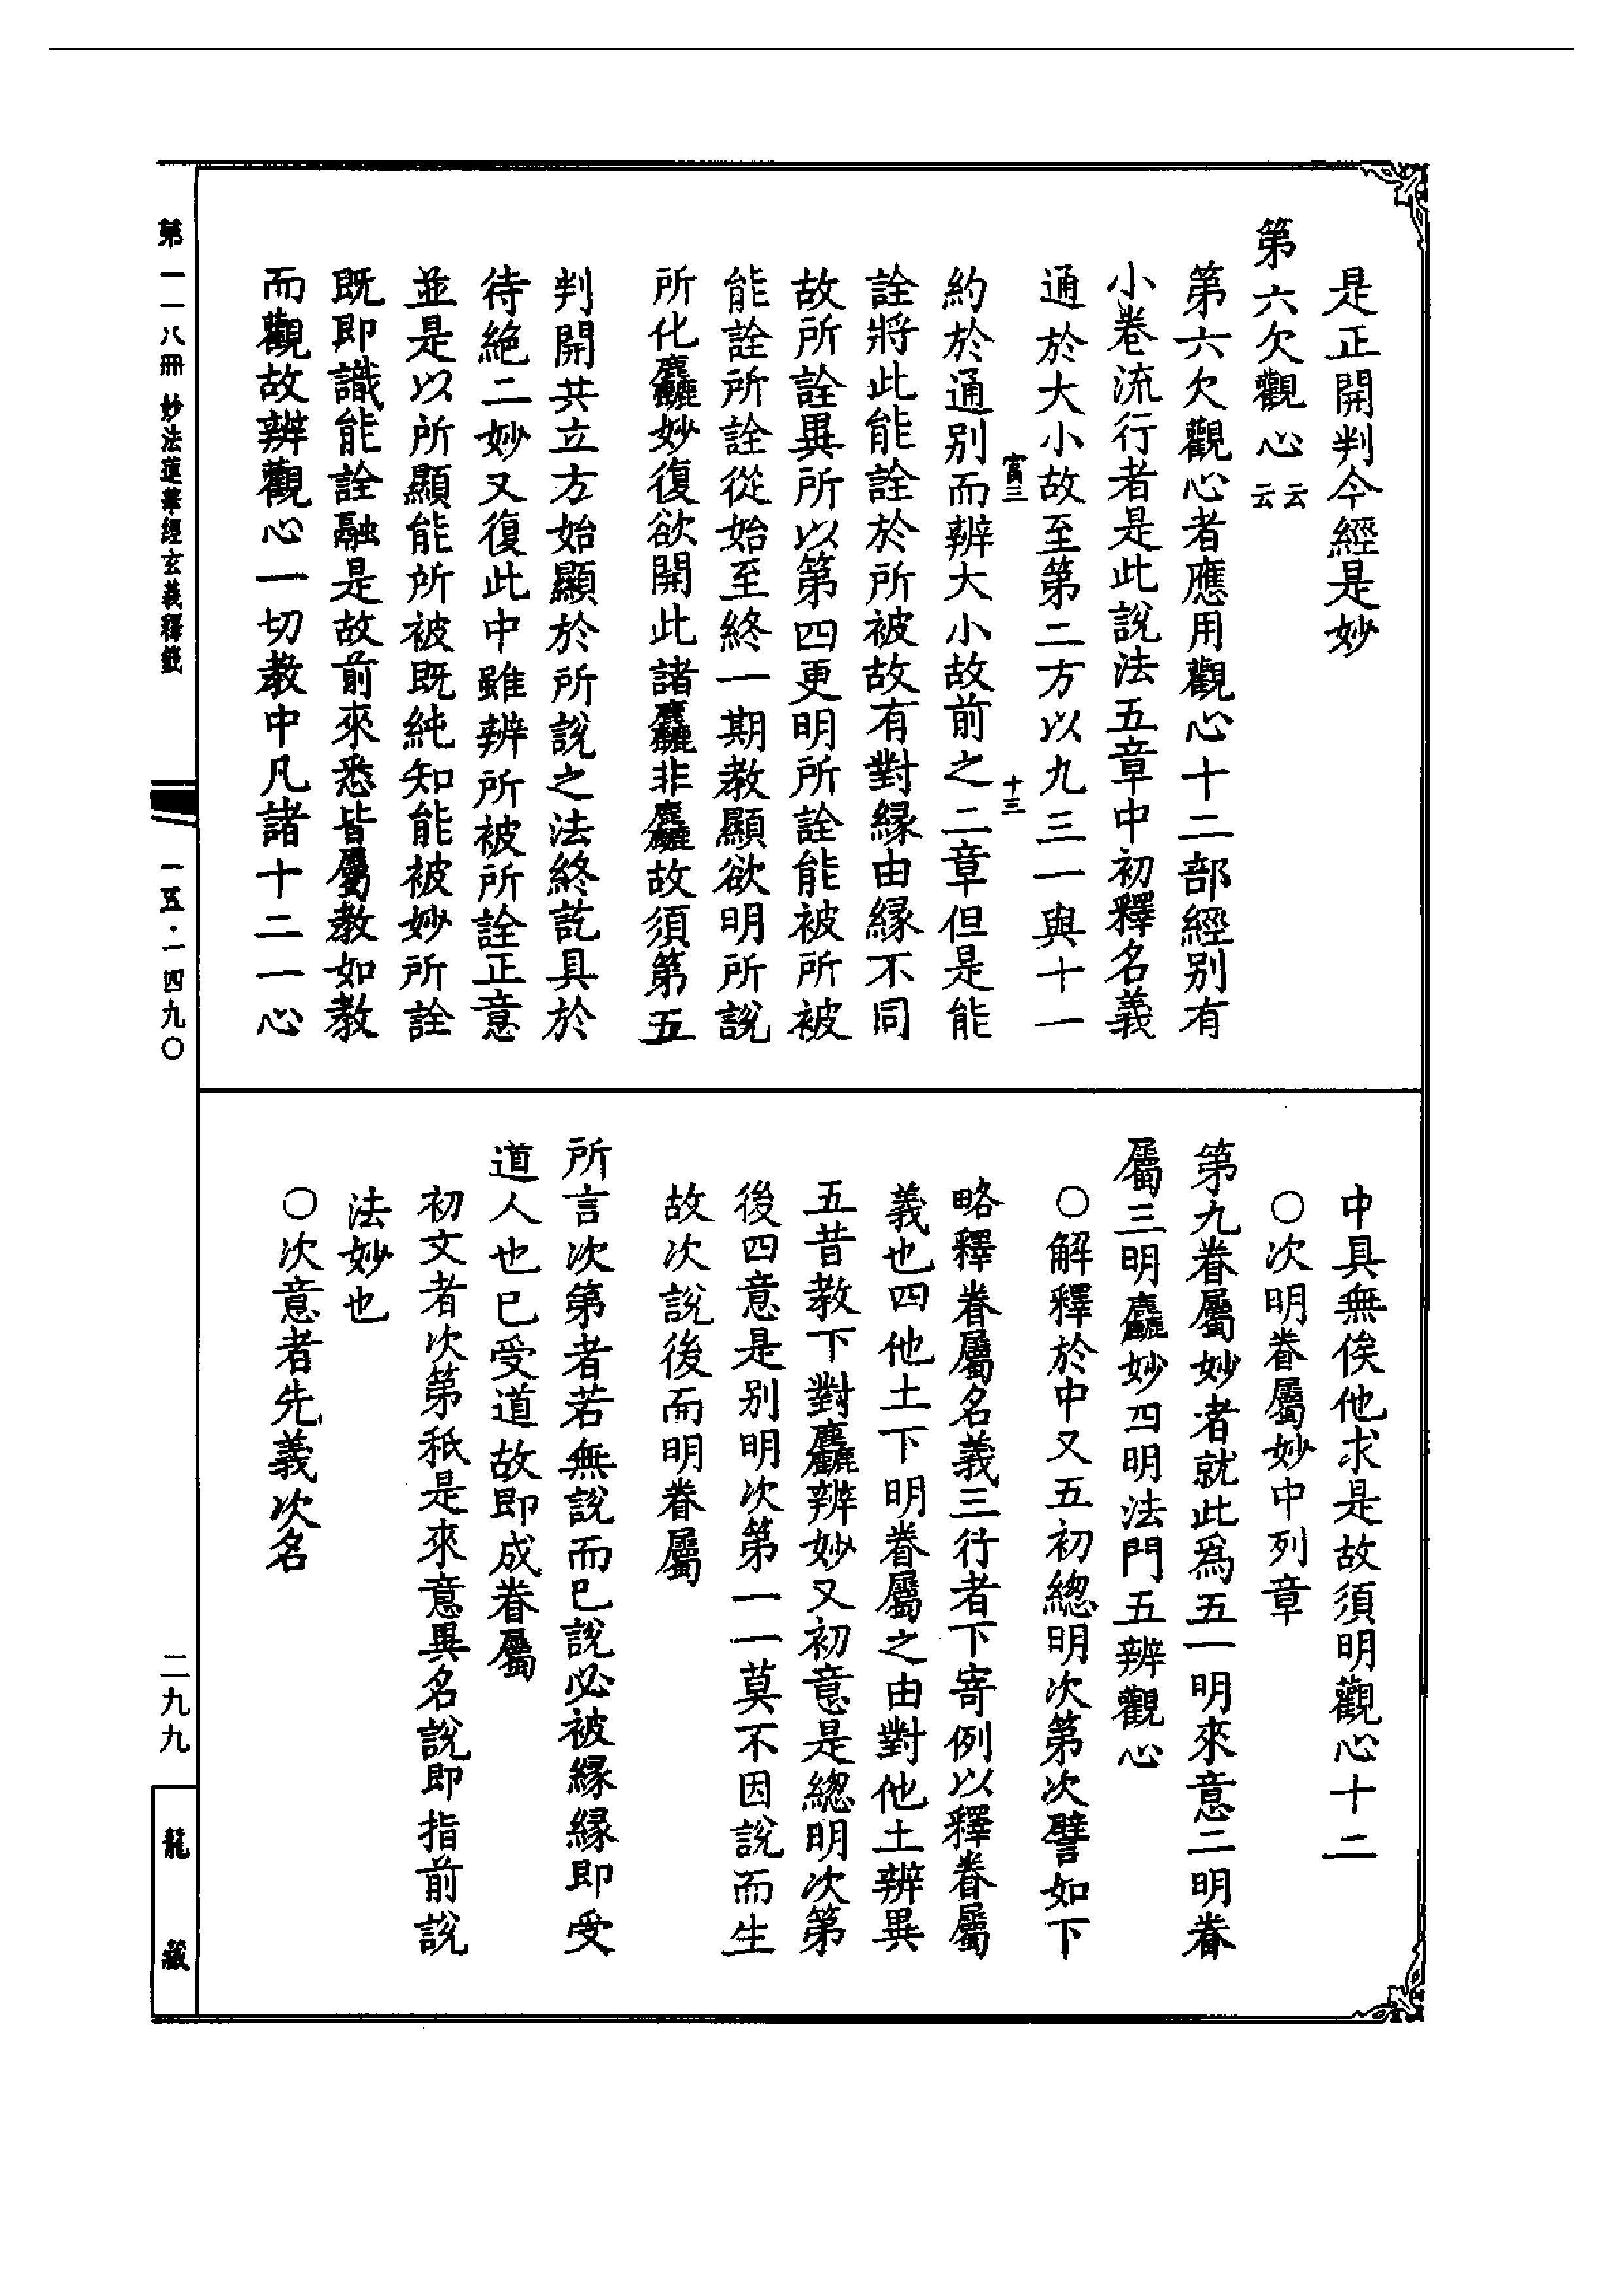 是正開判今經是妙
第六欠觀心云云
第六欠觀心者應用觀心十二部經别有
小卷流行者是此說法五章中初釋名義
通於大小故至第二方以九三一與十一
富三
十三
約於通别而辨大小故前之二章但是能
詮將此能詮於所被故有對緣由緣不同
故所詮異所以第四更明所詮能被所被
能詮所詮從始至終一期教顯欲明所說
所化麤妙復欲開此諸麤非麤故須第五
判開共立方始顯於所說之法終訖具於
待絶二妙又復此中雖辨所被所詮正意
並是以所顯能所被既純知能被妙所詮
既即識能詮融是故前來悉皆屬教如教
而觀故辨觀心一切教中凡諸十二一心
中具無俟他求是故須明觀心十二
○次明眷屬妙中列章
第九眷屬妙者就此爲五一明來意二明眷
屬三明麤妙四明法門五辨觀心
○解釋於中又五初總明次第次譬如下
略釋眷屬名義三行者下寄例以釋眷屬
義也四他土下明眷屬之由對他土辨異
五昔教下對麤辨妙又初意是總明次第
後四意是别明次第一一莫不因說而生
故次說後而明眷屬
所言次第者若無說而已說必被緣緣即受
道人也已受道故即成眷屬
初文者次第秖是來意異名說即指前說
法妙也
○次意者先義次名
第一一八冊 妙法蓮華經玄義釋籤
一五·一四九〇
二九九
龍藏